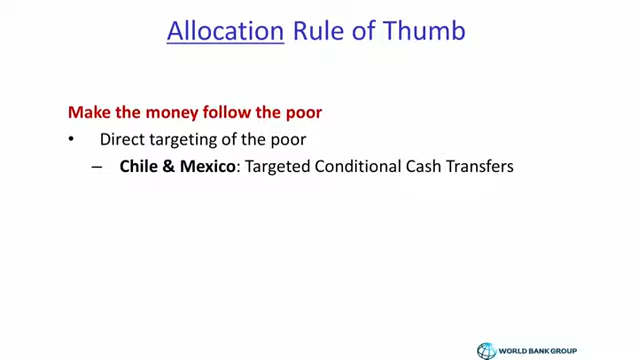 Allocation Rule of Thumb
Make the money follow the poor
• Direct targeting of the poor
– Chile & Mexico: Targeted Conditional Cash Transfers
WORLD BANK GROUP